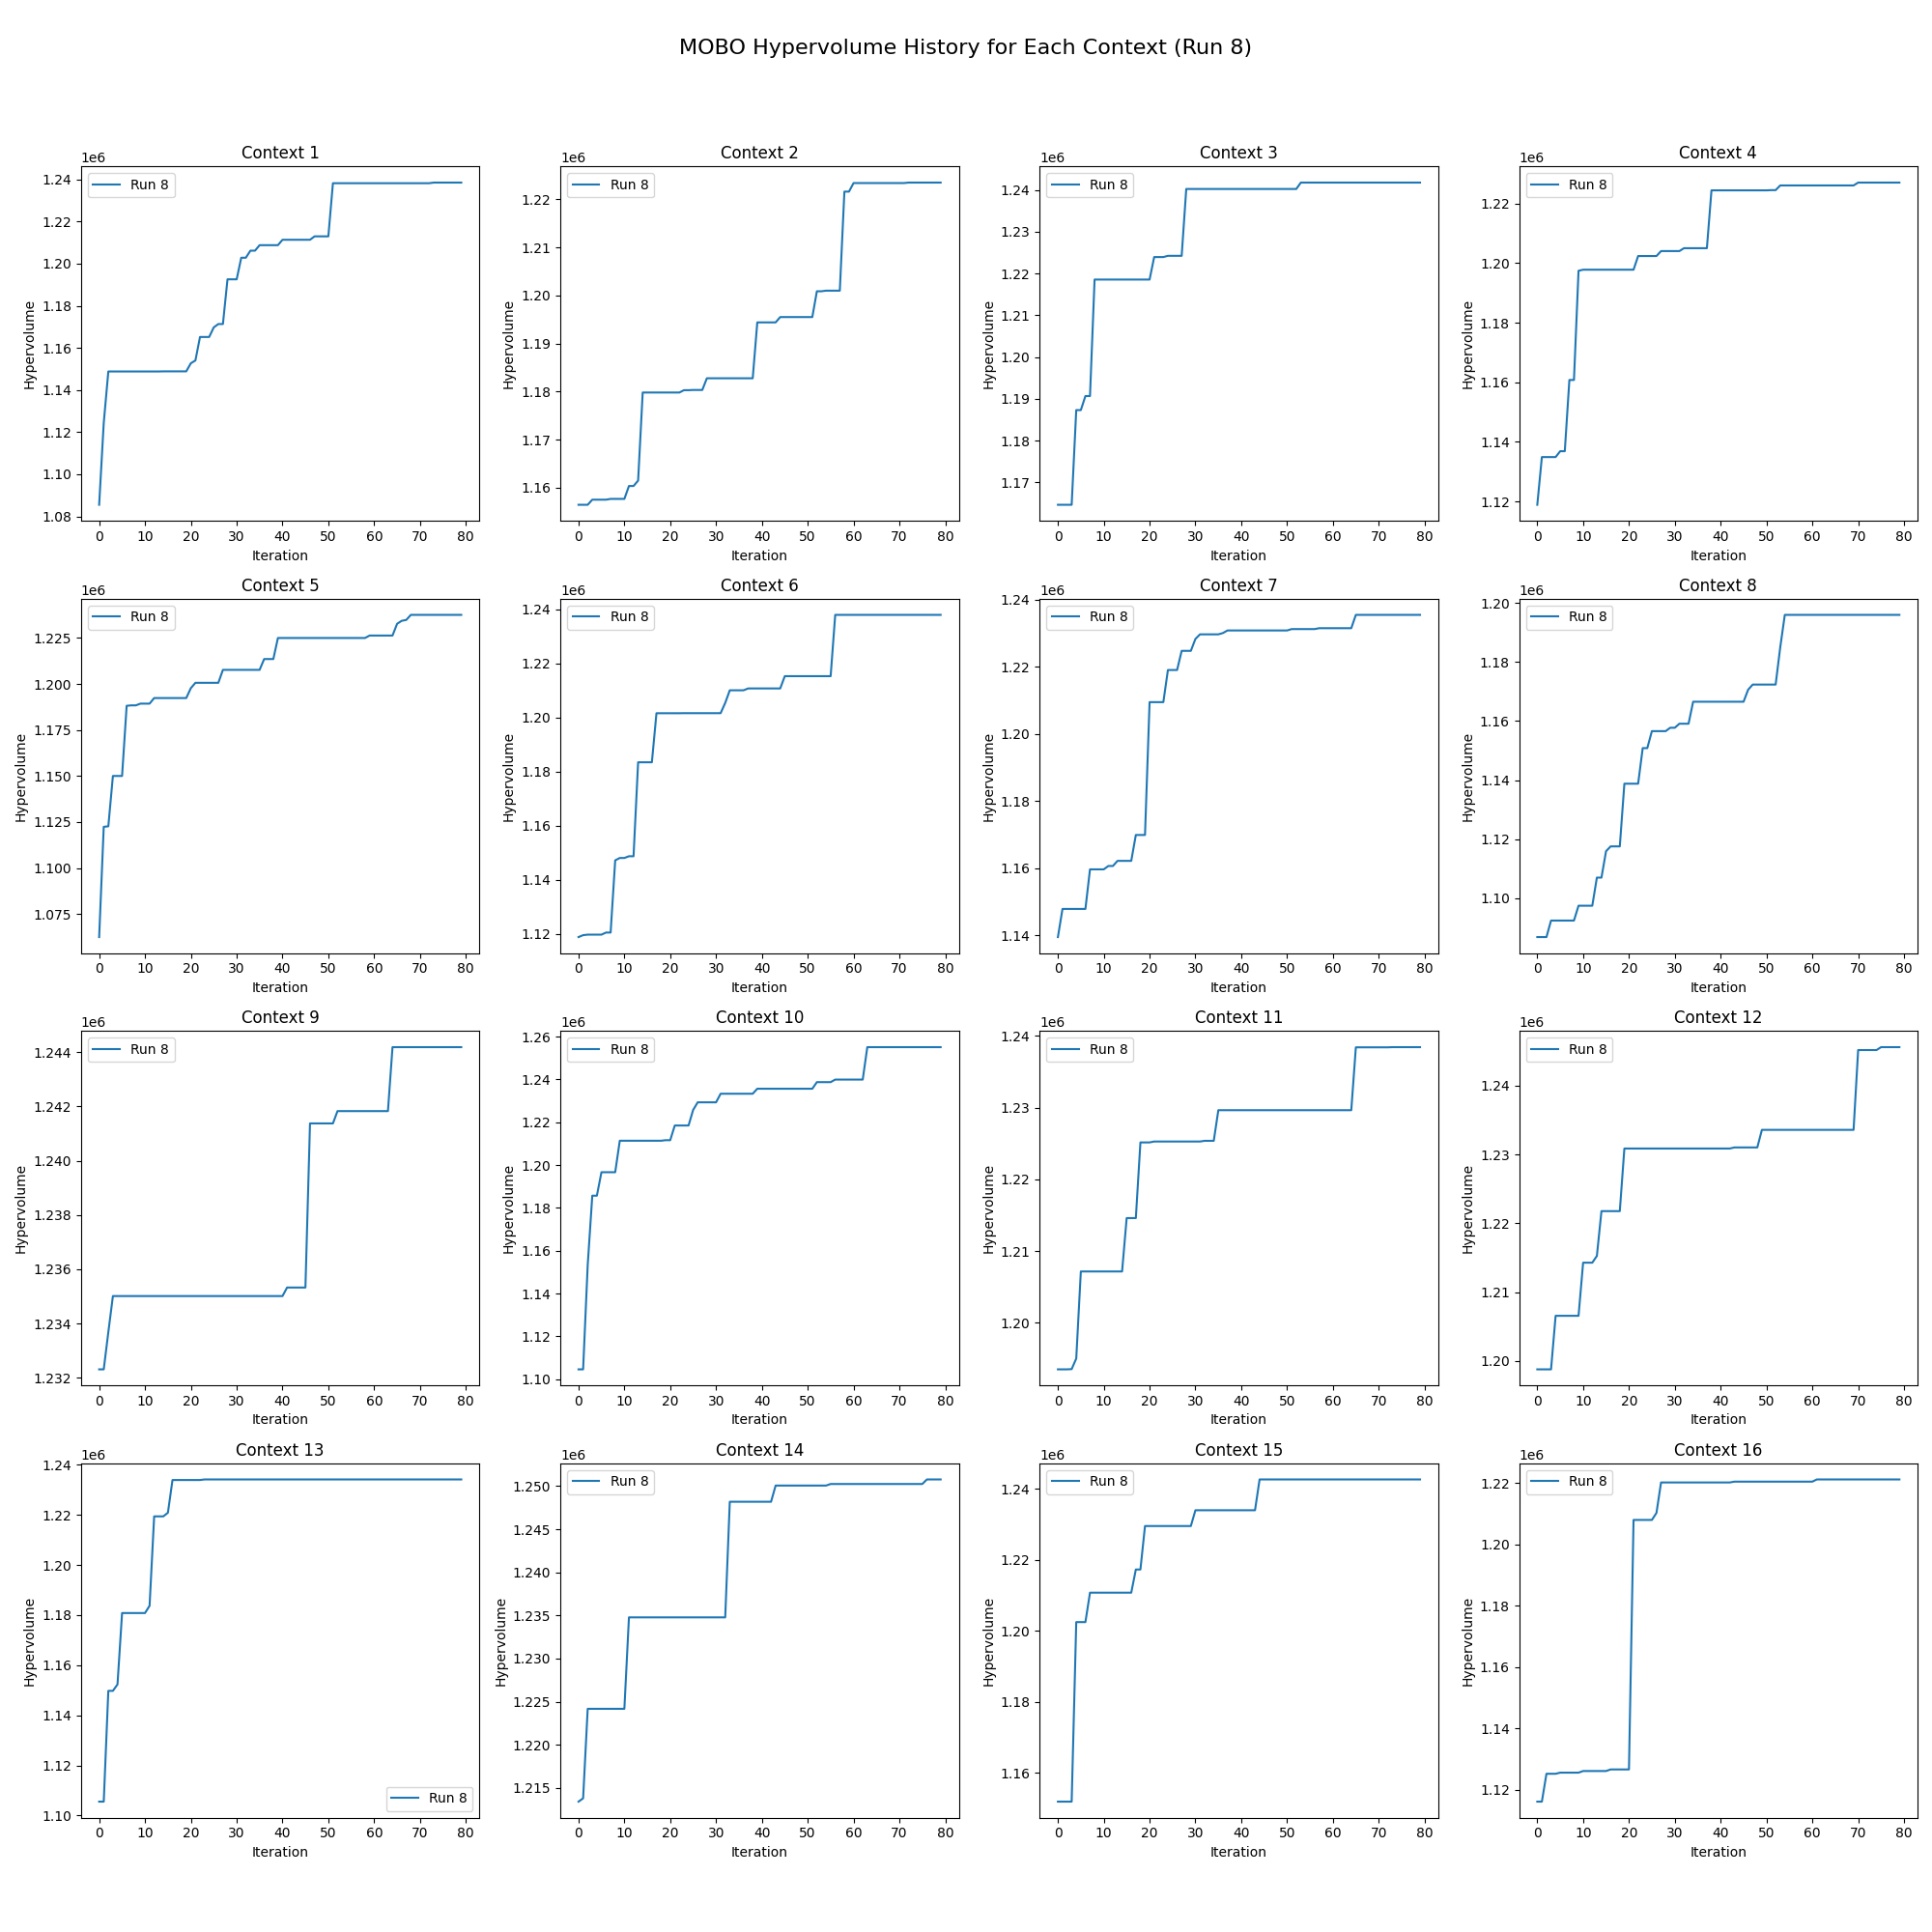 MOBO Hypervolume History for Each Context (Run 8)
Context 1
1e6
Run 8
1.24
1.22
1.20
1.18
1.16
1.14
1.12
1.10
1.08
Hypervolume
0 10 20 30 40 50 60 70 80
Iteration
Context 2
1e6
Run 8
1.22
1.21
1.20
1.19
1.18
1.17
1.16
Hypervolume
0 10 20 30 40 50 60 70 80
Iteration
Context 3
1e6
Run 8
1.24
1.23
1.22
1.21
1.20
1.19
1.18
1.17
Hypervolume
0 10 20 30 40 50 60 70 80
Iteration
Context 4
1e6
Run 8
1.22
1.20
1.18
1.16
1.14
1.12
Hypervolume
0 10 20 30 40 50 60 70 80
Iteration
Context 5
1e6
Run 8
1.225
1.200
1.175
1.150
1.125
1.100
1.075
Hypervolume
0 10 20 30 40 50 60 70 80
Iteration
Context 6
1e6
Run 8
1.24
1.22
1.20
1.18
1.16
1.14
1.12
Hypervolume
0 10 20 30 40 50 60 70 80
Iteration
Context 7
1e6
Run 8
1.24
1.22
1.20
1.18
1.16
1.14
Hypervolume
0 10 20 30 40 50 60 70 80
Iteration
Context 8
1e6
Run 8
1.20
1.18
1.16
1.14
1.12
1.10
Hypervolume
0 10 20 30 40 50 60 70 80
Iteration
Context 9
1e6
Run 8
1.244
1.242
1.240
1.238
1.236
1.234
1.232
Hypervolume
0 10 20 30 40 50 60 70 80
Iteration
Context 10
1e6
Run 8
1.26
1.24
1.22
1.20
1.18
1.16
1.14
1.12
1.10
Hypervolume
0 10 20 30 40 50 60 70 80
Iteration
Context 11
1e6
Run 8
1.24
1.23
1.22
1.21
1.20
Hypervolume
0 10 20 30 40 50 60 70 80
Iteration
Context 12
1e6
Run 8
1.24
1.23
1.22
1.21
1.20
Hypervolume
0 10 20 30 40 50 60 70 80
Iteration
Context 13
1e6
1.24
1.22
1.20
1.18
1.16
1.14
1.12
1.10
Hypervolume
Run 8
0 10 20 30 40 50 60 70 80
Iteration
Context 14
1e6
Run 8
1.250
1.245
1.240
1.235
1.230
1.225
1.220
1.215
Hypervolume
0 10 20 30 40 50 60 70 80
Iteration
Context 15
1e6
Run 8
1.24
1.22
1.20
1.18
1.16
Hypervolume
0 10 20 30 40 50 60 70 80
Iteration
Context 16
1e6
Run 8
1.22
1.20
1.18
1.16
1.14
1.12
Hypervolume
0 10 20 30 40 50 60 70 80
Iteration